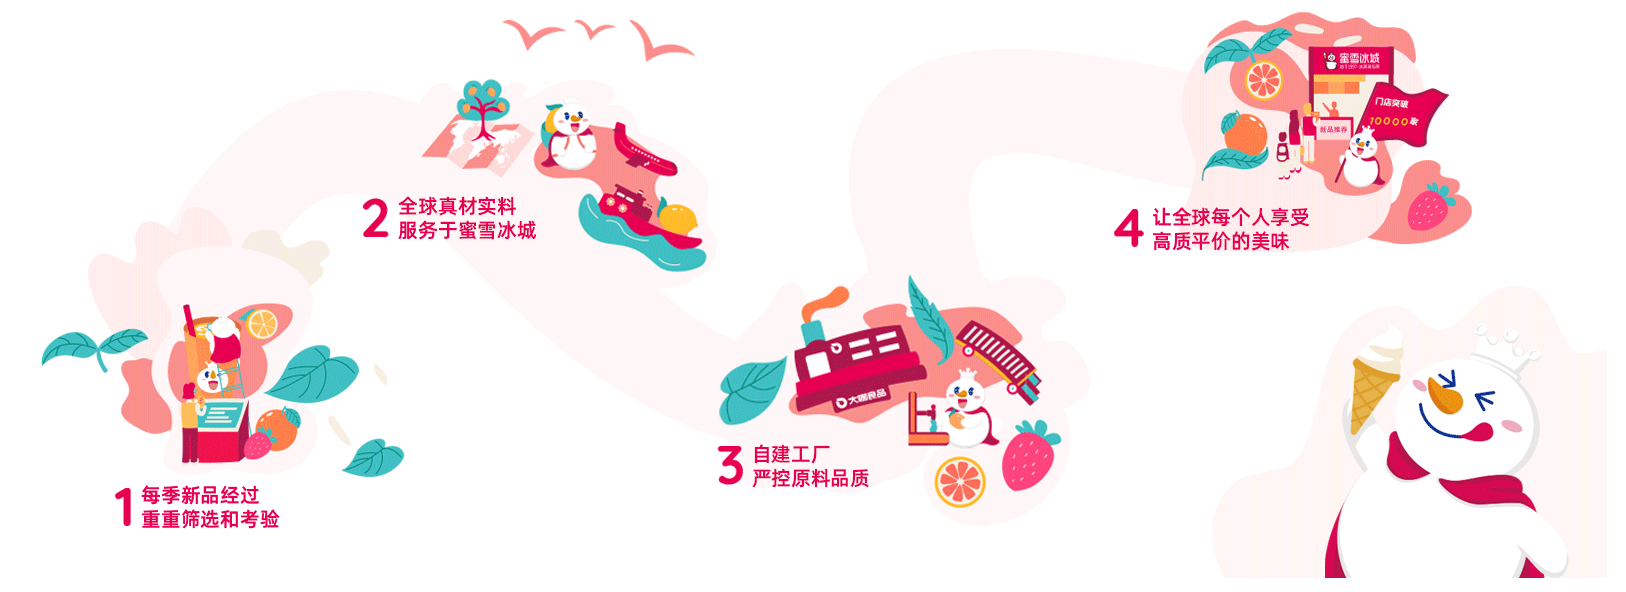 1
每季新品经过
重重筛选和考验
2
全球真材实料
服务于蜜雪冰城
3
自建工厂
严控原料品质
大咖食品
4
让全球每个人享受
高质平价的美味
蜜雪冰城
门店突破
10000家
新品推荐